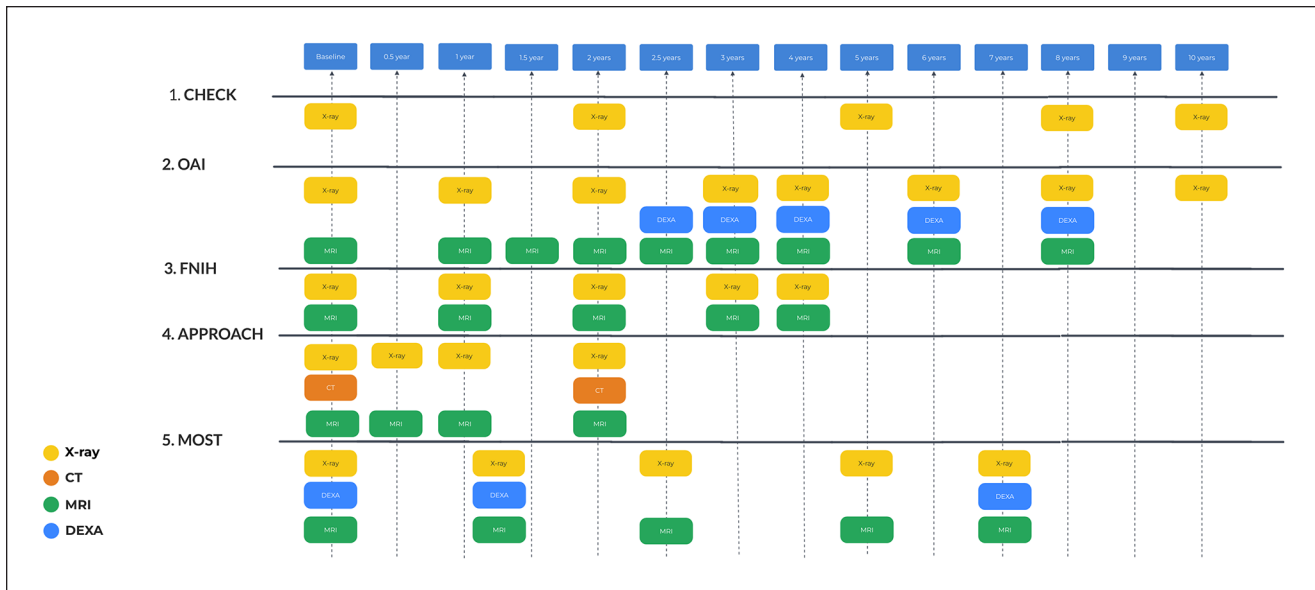 Baseline 0.5 year 1 year 1.5 year 2 years 2.5 years 3 years 4 years 5 years 6 years 7 years 8 years 9 years 10 years
1. CHECK
X-ray X-ray X-ray X-ray X-ray
2. OAI
X-ray X-ray X-ray X-ray X-ray X-ray X-ray X-ray
DEXA DEXA DEXA DEXA DEXA
MRI MRI MRI MRI MRI MRI MRI MRI MRI
3. FNIH
X-ray X-ray X-ray X-ray X-ray
MRI MRI MRI MRI MRI
4. APPROACH
X-ray X-ray X-ray X-ray
CT CT
MRI MRI MRI MRI
5. MOST
X-ray X-ray X-ray X-ray X-ray
DEXA DEXA DEXA
MRI MRI MRI MRI MRI
X-ray
CT
MRI
DEXA